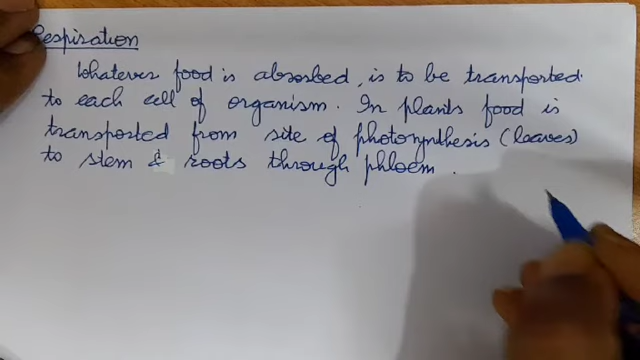 Respiration
Whatever food is absorbed, is to be transported
to each cell of organism. In plants food is
transported from site of photosynthesis (leaves)
to stem & roots through phloem.